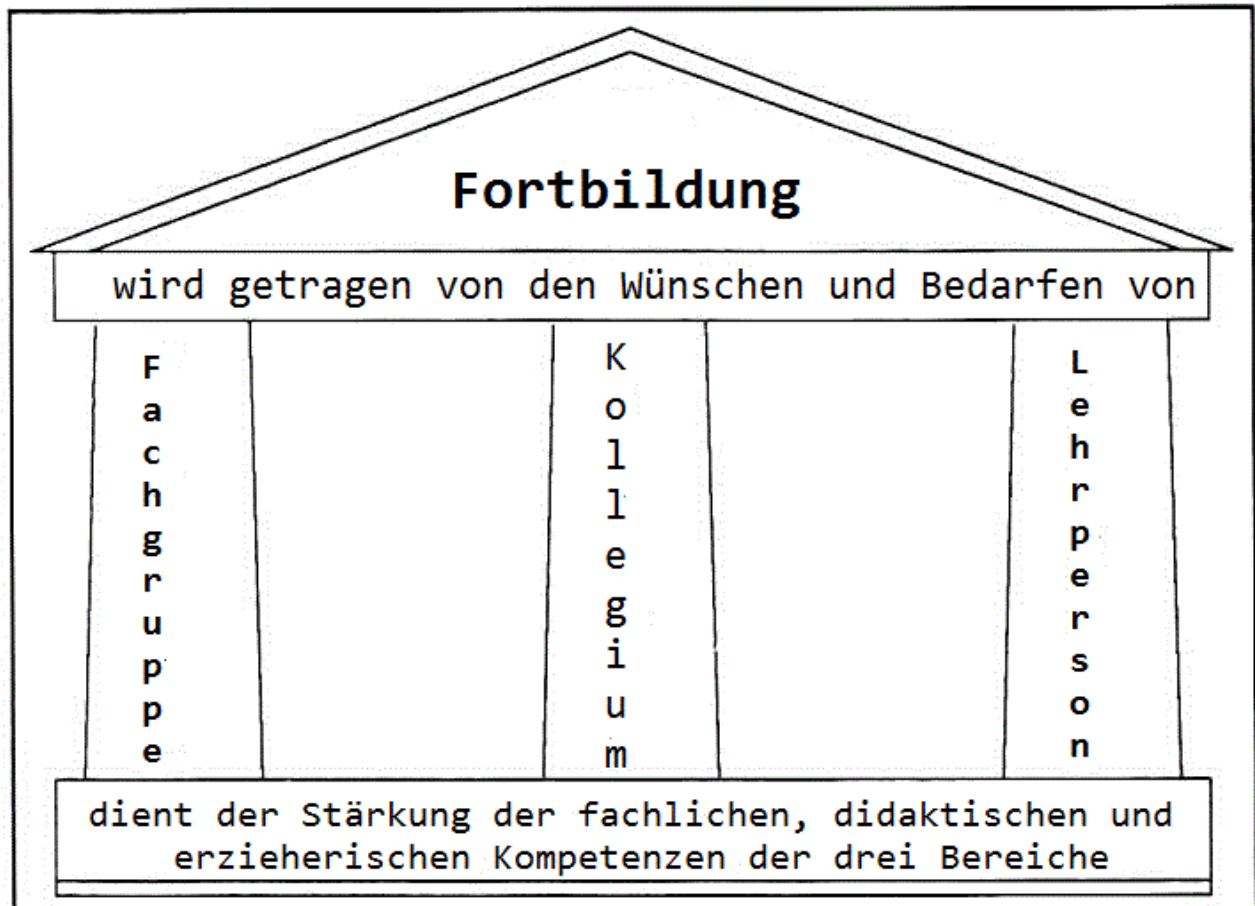 Fortbildung
wird getragen von den Wünschen und Bedarfen von
Fachgruppe
Kollegium
Lehrperson
dient der Stärkung der fachlichen, didaktischen und
erzieherischen Kompetenzen der drei Bereiche